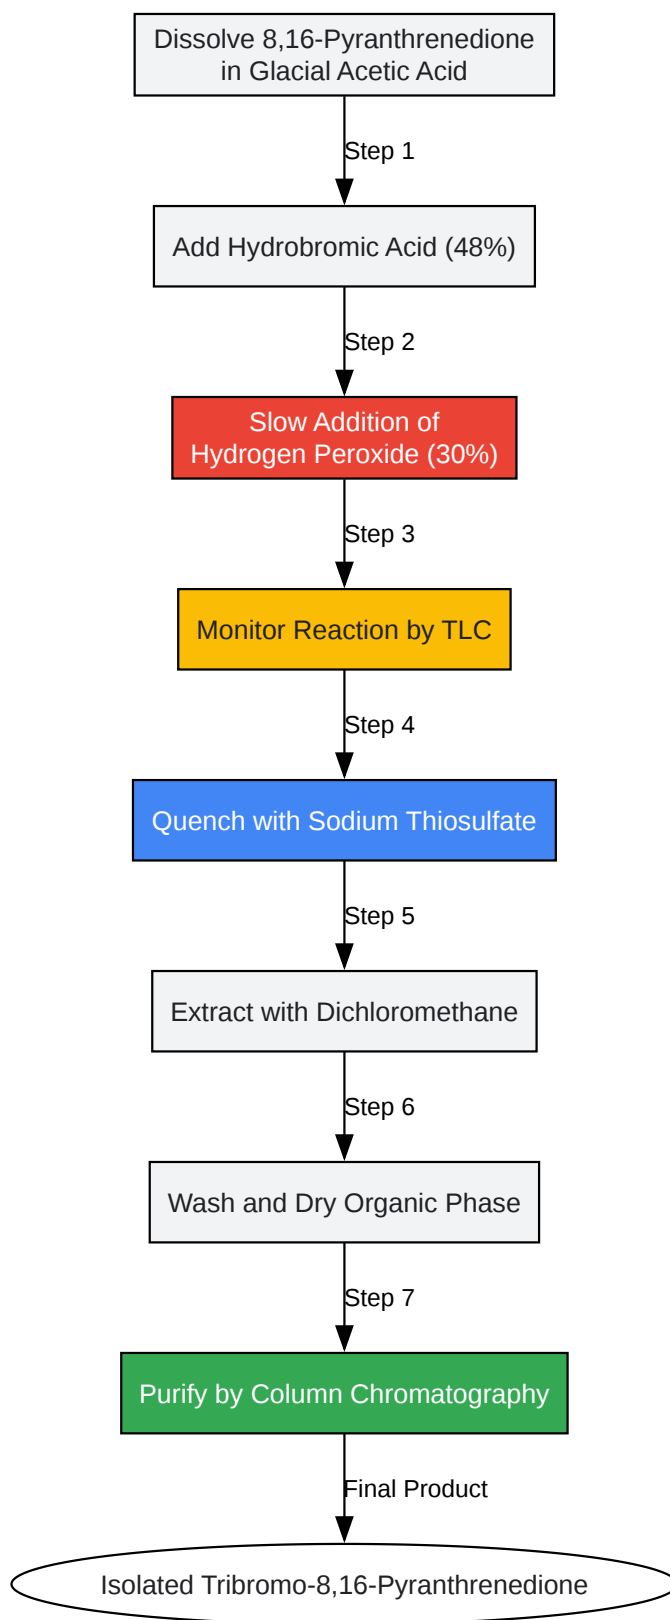 Dissolve 8,16-Pyranthrenedione
in Glacial Acetic Acid
Step 1
Add Hydrobromic Acid (48%)
Step 2
Slow Addition of
Hydrogen Peroxide (30%)
Step 3
Monitor Reaction by TLC
Step 4
Quench with Sodium Thiosulfate
Step 5
Extract with Dichloromethane
Step 6
Wash and Dry Organic Phase
Step 7
Purify by Column Chromatography
Final Product
Isolated Tribromo-8,16-Pyranthrenedione